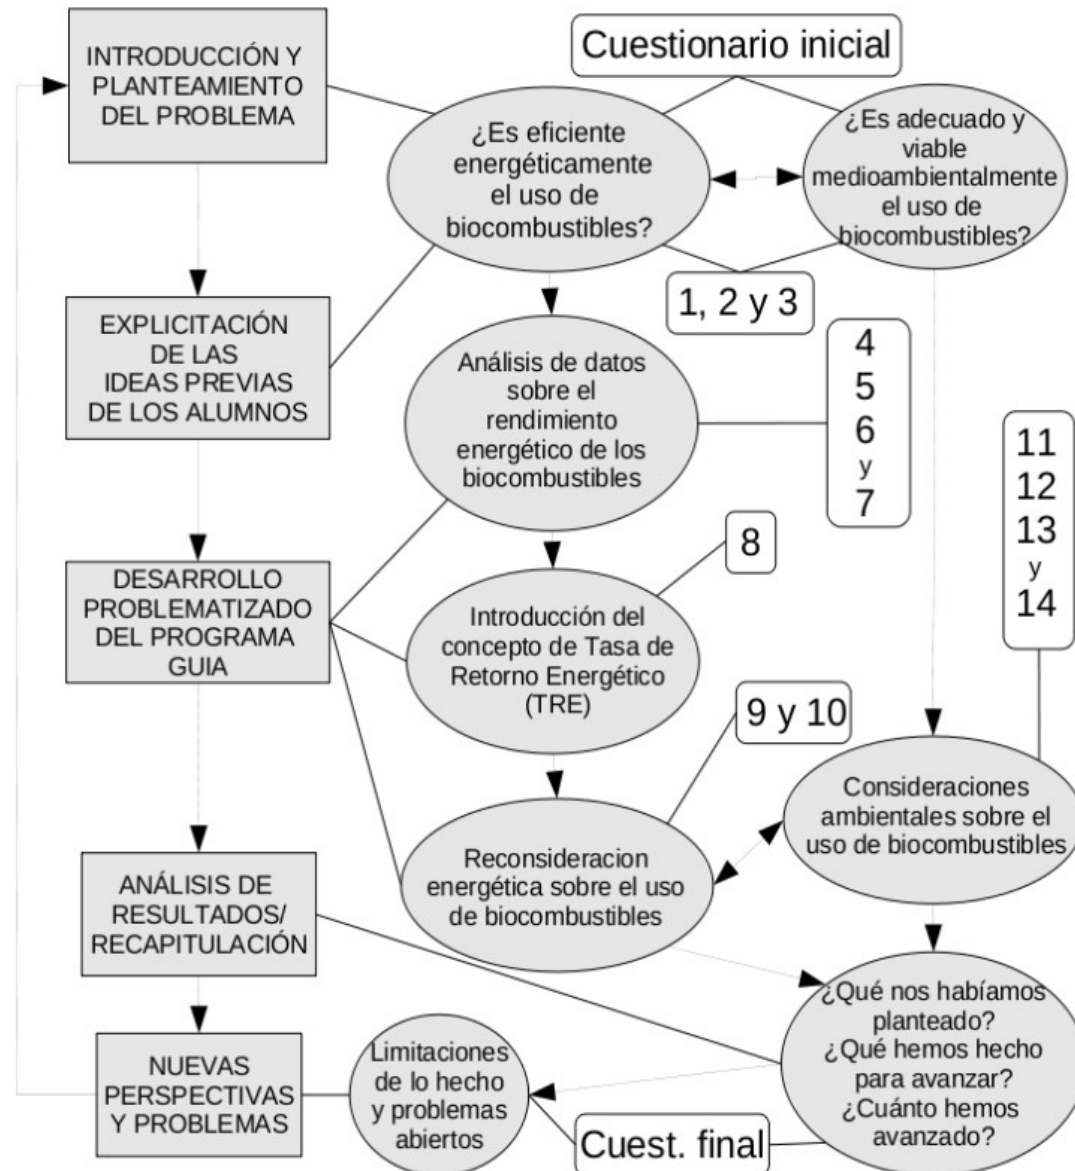 INTRODUCCIÓN Y
PLANTEAMIENTO
DEL PROBLEMA
Cuestionario inicial
¿Es eficiente
energéticamente
el uso de
biocombustibles?
¿Es adecuado y
viable
medioambientalmente
el uso de
biocombustibles?
1, 2 y 3
EXPLICITACIÓN
DE LAS
IDEAS PREVIAS
DE LOS ALUMNOS
Análisis de datos
sobre el
rendimiento
energético de los
biocombustibles
4
5
6
y
7
11
12
13
y
14
8
DESARROLLO
PROBLEMATIZADO
DEL PROGRAMA
GUIA
Introducción del
concepto de Tasa de
Retorno Energético
(TRE)
9 y 10
Consideraciones
ambientales sobre el
uso de biocombustibles
Reconsideracion
energética sobre el uso
de biocombustibles
ANÁLISIS DE
RESULTADOS/
RECAPITULACIÓN
¿Qué nos habíamos
planteado?
¿Qué hemos hecho
para avanzar?
¿Cuánto hemos
avanzado?
NUEVAS
PERSPECTIVAS
Y PROBLEMAS
Limitaciones
de lo hecho
y problemas
abiertos
Cuest. final